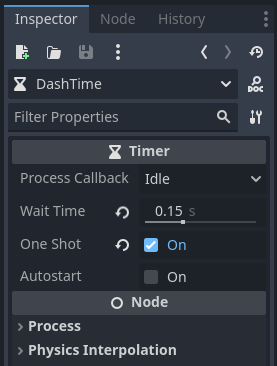 Inspector Node History
DashTime DOC
Filter Properties
Timer
Process Callback Idle
Wait Time 0.15 s
One Shot On
Autostart On
Node
Process
Physics Interpolation